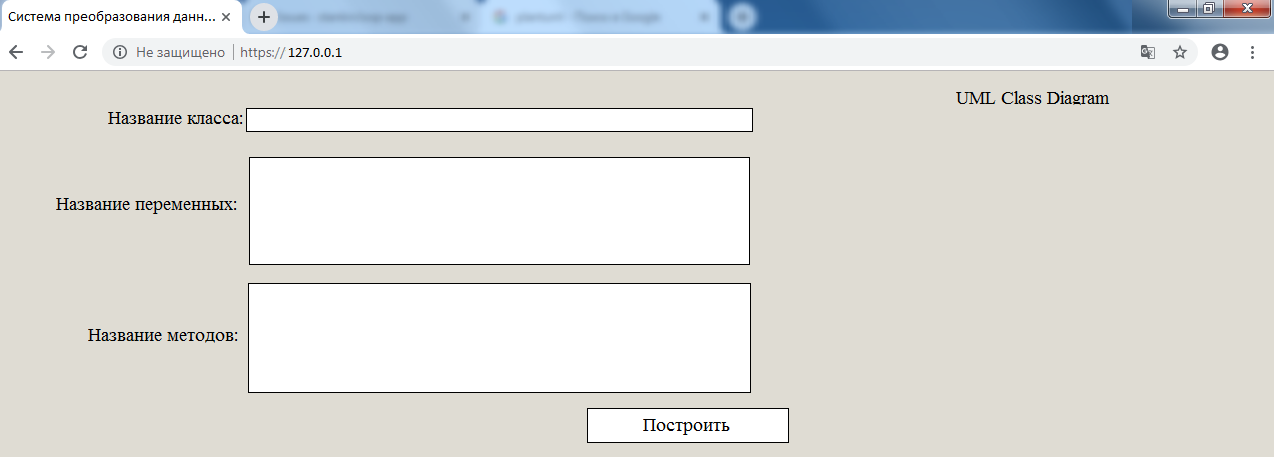 Система преобразования данн...
Не защищено https://127.0.0.1
UML Class Diagram
Название класса:
Название переменных:
Название методов:
Построить